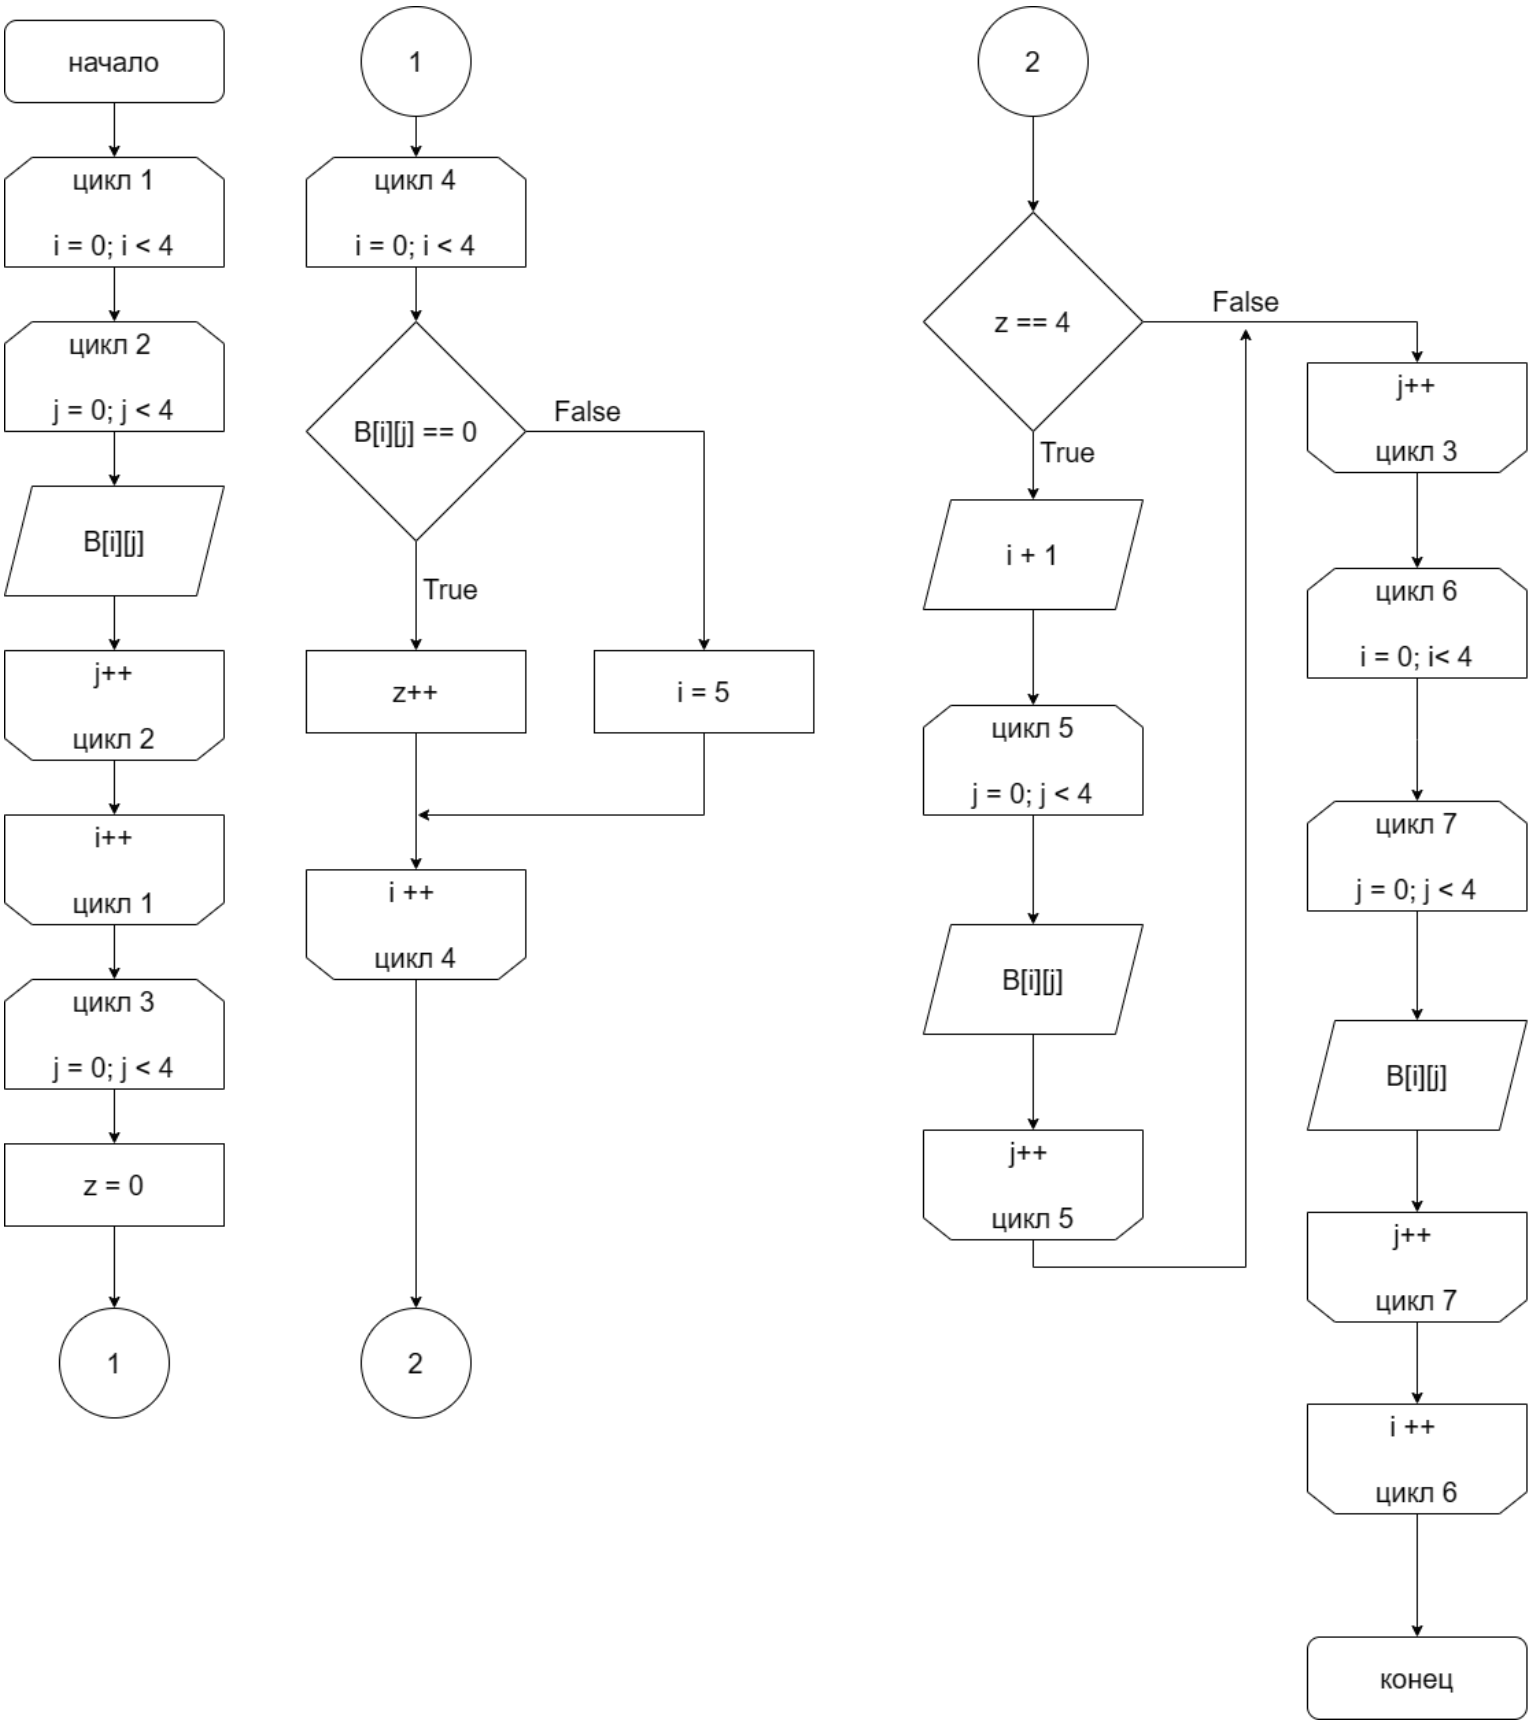 начало
цикл 1
i = 0; i < 4
цикл 2
j = 0; j < 4
B[i][j]
j++
цикл 2
i++
цикл 1
цикл 3
j = 0; j < 4
z = 0
1
1
цикл 4
i = 0; i < 4
B[i][j] == 0
False
True
z++
i = 5
i ++
цикл 4
2
2
z == 4
False
True
i + 1
цикл 5
j = 0; j < 4
B[i][j]
j++
цикл 5
j++
цикл 3
цикл 6
i = 0; i< 4
цикл 7
j = 0; j < 4
B[i][j]
j++
цикл 7
i ++
цикл 6
конец